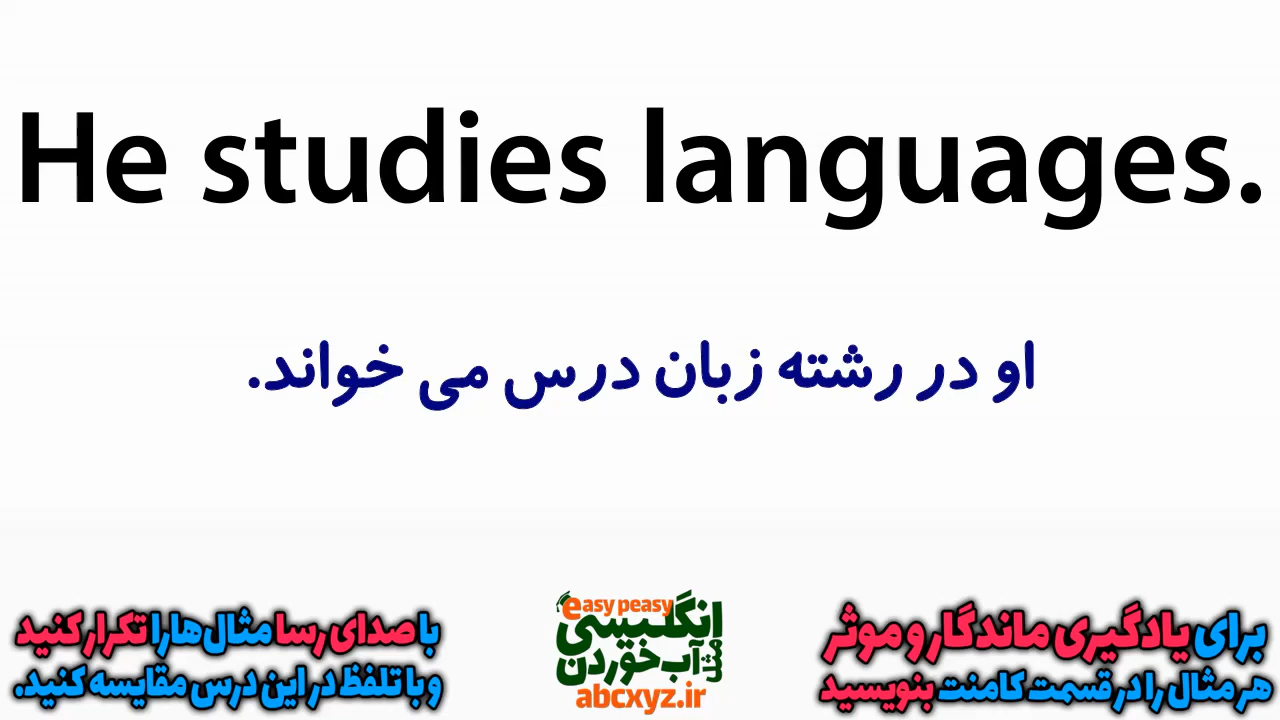 He studies languages.
او در رشته زبان درس می خواند.
برای یادگیری ماندگار و موثر
هر مثال را در قسمت کامنت بنویسید
easy peasy
انگلیسی
مثل آب خوردن
abcxyz.ir
با صدای رسا مثال‌ها را تکرار کنید
و با تلفظ در این درس مقایسه کنید.